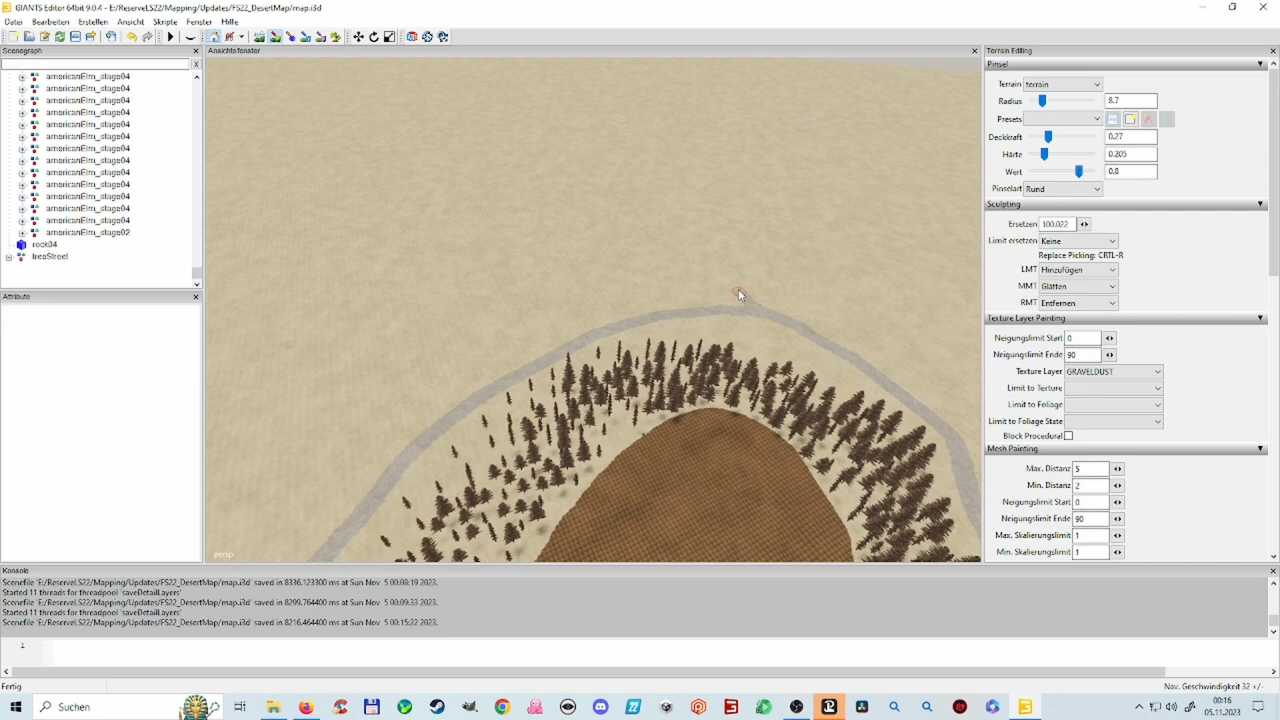 GIANTS Editor 64bit 9.0.4 - E:/ReserveLS22/Mapping/Updates/FS22_DesertMap/map.i3d
Datei Bearbeiten Erstellen Ansicht Skripte Fenster Hilfe
Scenegraph
X
americanElm_stage04
americanElm_stage04
americanElm_stage04
americanElm_stage04
americanElm_stage04
americanElm_stage04
americanElm_stage04
americanElm_stage04
americanElm_stage04
americanElm_stage04
americanElm_stage04
americanElm_stage04
americanElm_stage04
americanElm_stage02
rock04
treeStreet
Attribute
Ansichtsfenster
persp
Terrain Editing
Pinsel
Terrain terrain
Radius 8.7
Presets
Deckkraft 0.27
Härte 0.205
Wert 0.8
Pinselart Rund
Sculpting
Ersetzen 100.022
Limit ersetzen Keine
Replace Picking: CRTL-R
LMT Hinzufügen
MMT Glätten
RMT Entfernen
Texture Layer Painting
Neigungslimit Start 0
Neigungslimit Ende 90
Texture Layer GRAVELDUST
Limit to Texture
Limit to Foliage
Limit to Foliage State
Block Procedural
Mesh Painting
Max. Distanz 5
Min. Distanz 2
Neigungslimit Start 0
Neigungslimit Ende 90
Max. Skalierungslimit 1
Min. Skalierungslimit 1
Konsole
Scenefile 'E:/ReserveLS22/Mapping/Updates/FS22_DesertMap/map.i3d' saved in 8336.123300 ms at Sun Nov 5 00:08:19 2023.
Started 11 threads for threadpool 'saveDetailLayers'
Scenefile 'E:/ReserveLS22/Mapping/Updates/FS22_DesertMap/map.i3d' saved in 8299.764400 ms at Sun Nov 5 00:09:33 2023.
Started 11 threads for threadpool 'saveDetailLayers'
Scenefile 'E:/ReserveLS22/Mapping/Updates/FS22_DesertMap/map.i3d' saved in 8216.464400 ms at Sun Nov 5 00:15:22 2023.
1
Fertig
Nav. Geschwindigkeit 32 +/-
Suchen
00:16
05.11.2023